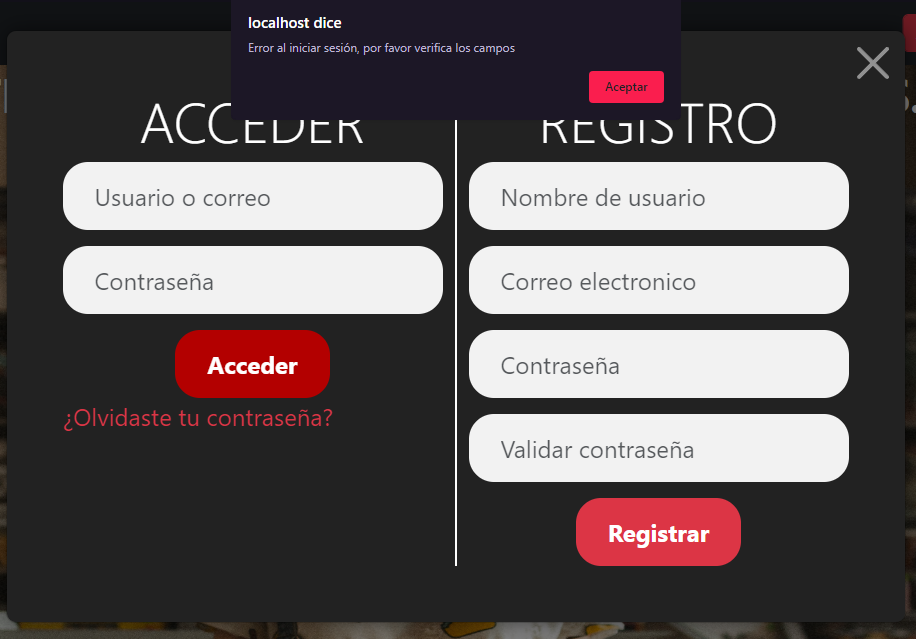 localhost dice
Error al iniciar sesión, por favor verifica los campos
Aceptar
ACCEDER
Usuario o correo
Contraseña
Acceder
¿Olvidaste tu contraseña?
REGISTRO
Nombre de usuario
Correo electronico
Contraseña
Validar contraseña
Registrar